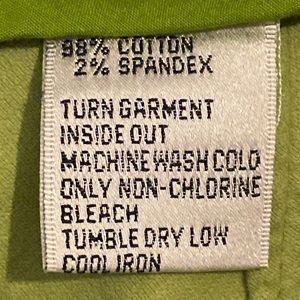 98% COTTON
2% SPANDEX
TURN GARMENT
INSIDE OUT
MACHINE WASH COLD
ONLY NON-CHLORINE
BLEACH
TUMBLE DRY LOW
COOL IRON